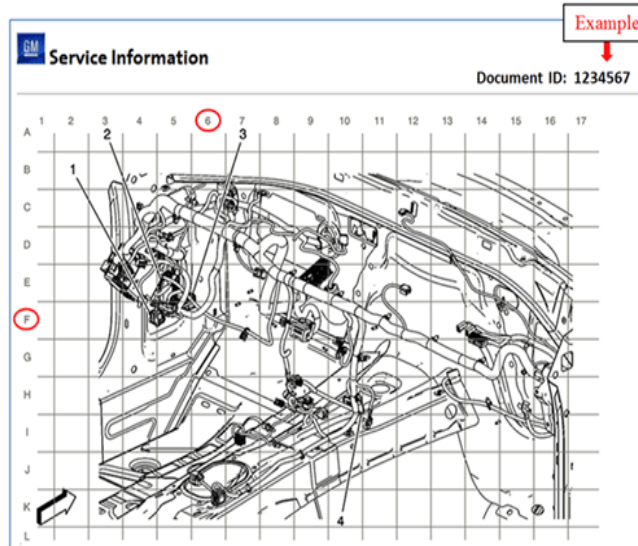 Example
GM
Service Information
Document ID: 1234567
1 2 3 4 5 6 7 8 9 10 11 12 13 14 15 16 17
A
2
3
B
1
C
D
E
F
G
H
I
J
K
4
L